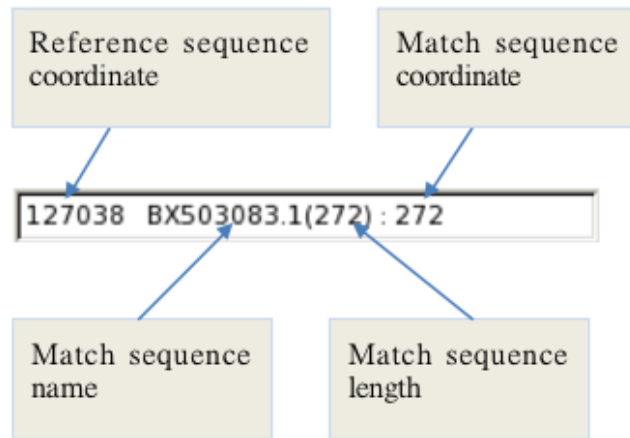 Reference sequence
coordinate
Match sequence
coordinate
127038 BX503083.1(272) : 272
Match sequence
name
Match sequence
length